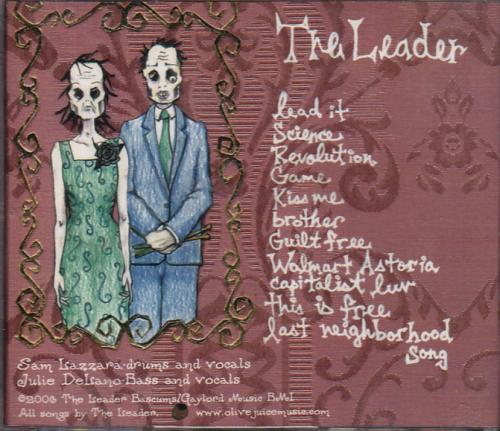 The Leader
lead it
Science
Revolution
Game
Kiss me
brother
Guilt free
Walmart Astoria
capitalist luv
this is free
last neighborhood
song
Sam Lazzara-drums and vocals
Julie DeLano-Bass and vocals
©2006 The Leader Bascums/Gaylord Music BMI
All songs by The Leader. www.olivejuicemusic.com